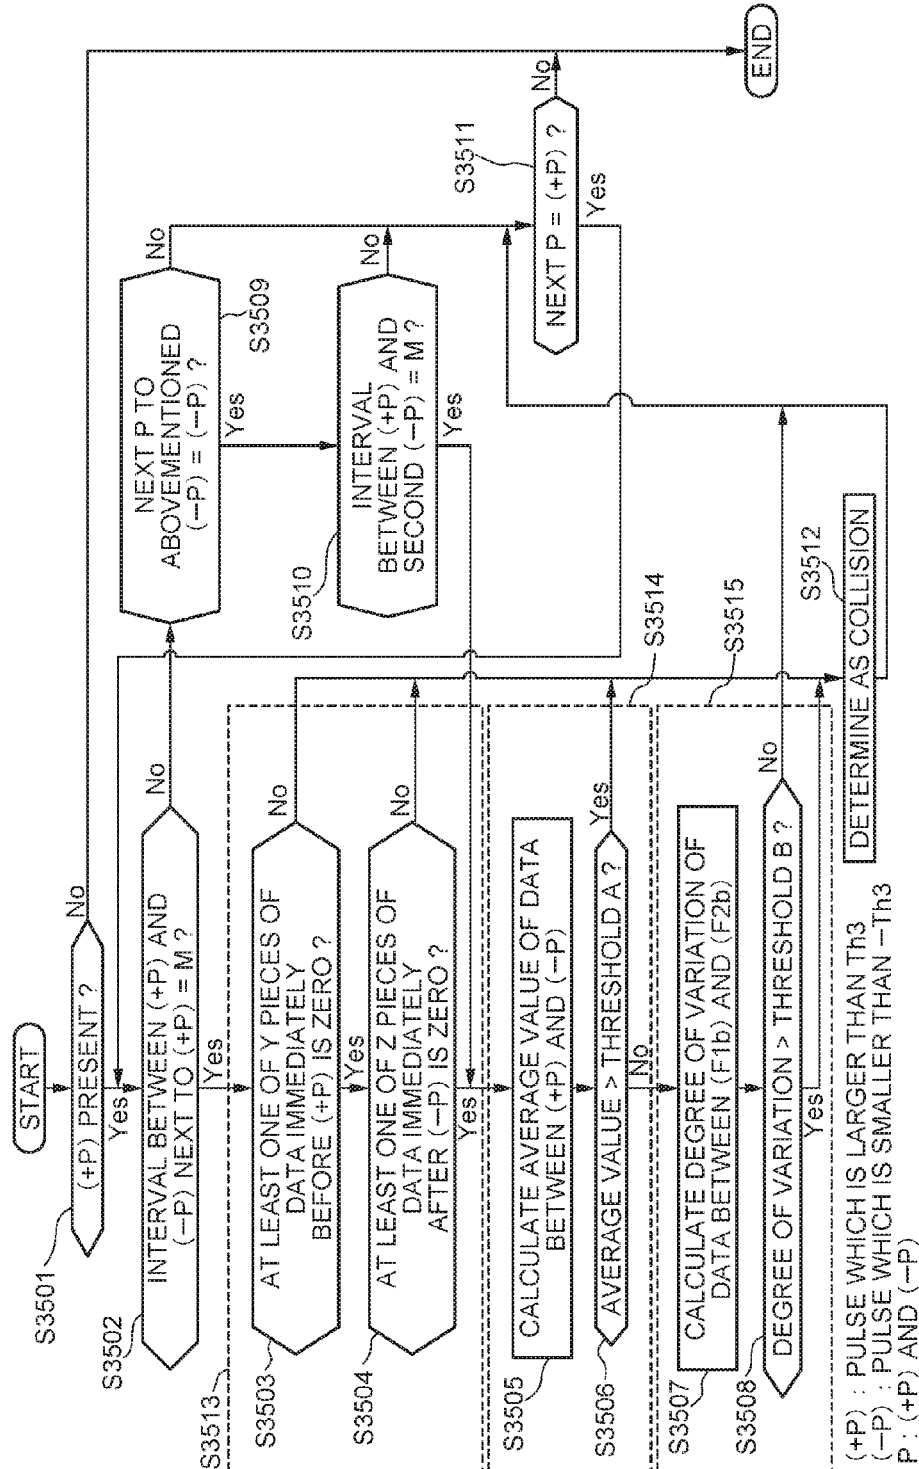 START
S3501
(+P) PRESENT ?
No
Yes
S3502
INTERVAL BETWEEN (+P) AND
(−P) NEXT TO (+P) = M ?
No
Yes
S3509
NEXT P TO
ABOVEMENTIONED
(−P) = (−P) ?
No
Yes
S3510
INTERVAL
BETWEEN (+P) AND
SECOND (−P) = M ?
No
Yes
S3511
NEXT P = (+P) ?
No
Yes
END
S3513
S3503
AT LEAST ONE OF Y PIECES OF
DATA IMMEDIATELY
BEFORE (+P) IS ZERO ?
No
Yes
S3504
AT LEAST ONE OF Z PIECES OF
DATA IMMEDIATELY
AFTER (−P) IS ZERO ?
No
Yes
S3514
S3505
CALCULATE AVERAGE VALUE OF DATA
BETWEEN (+P) AND (−P)
S3506
AVERAGE VALUE > THRESHOLD A ?
Yes
No
S3515
S3507
CALCULATE DEGREE OF VARIATION OF
DATA BETWEEN (F1b) AND (F2b)
S3508
DEGREE OF VARIATION > THRESHOLD B ?
No
Yes
S3512
DETERMINE AS COLLISION
(+P) : PULSE WHICH IS LARGER THAN Th3
(−P) : PULSE WHICH IS SMALLER THAN −Th3
P : (+P) AND (−P)